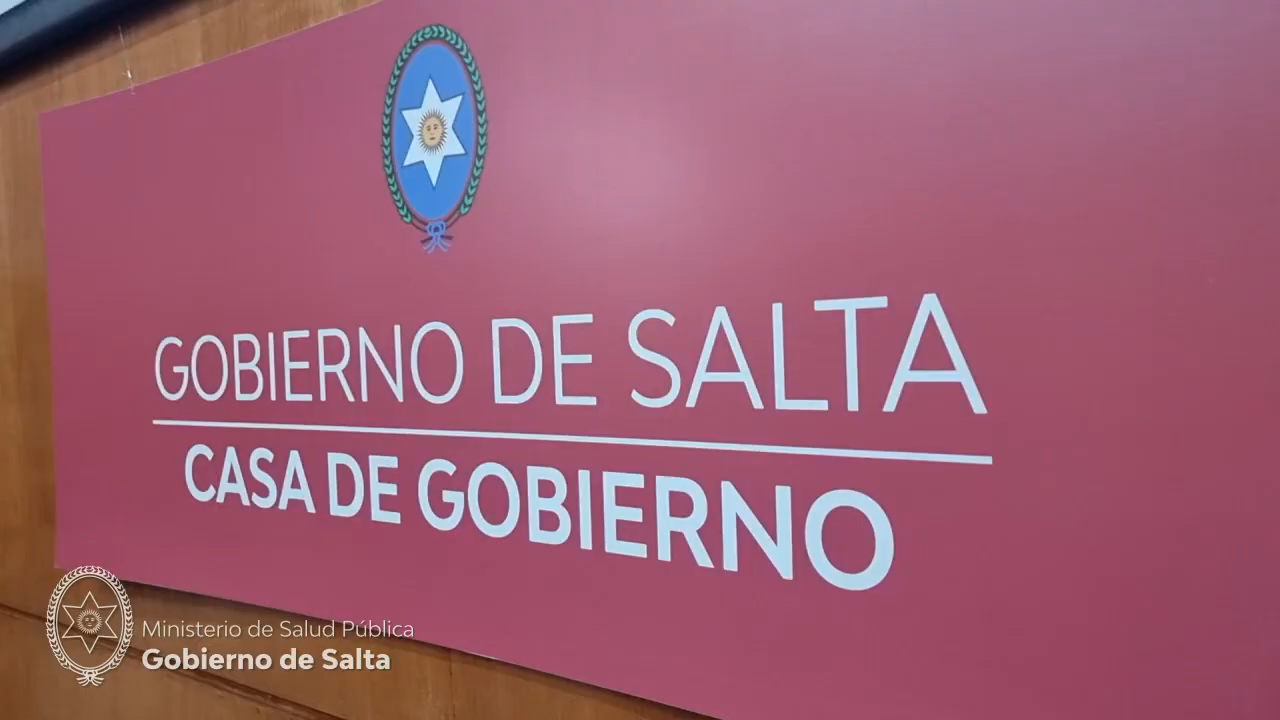 GOBIERNO DE SALTA
CASA DE GOBIERNO
Ministerio de Salud Pública
Gobierno de Salta